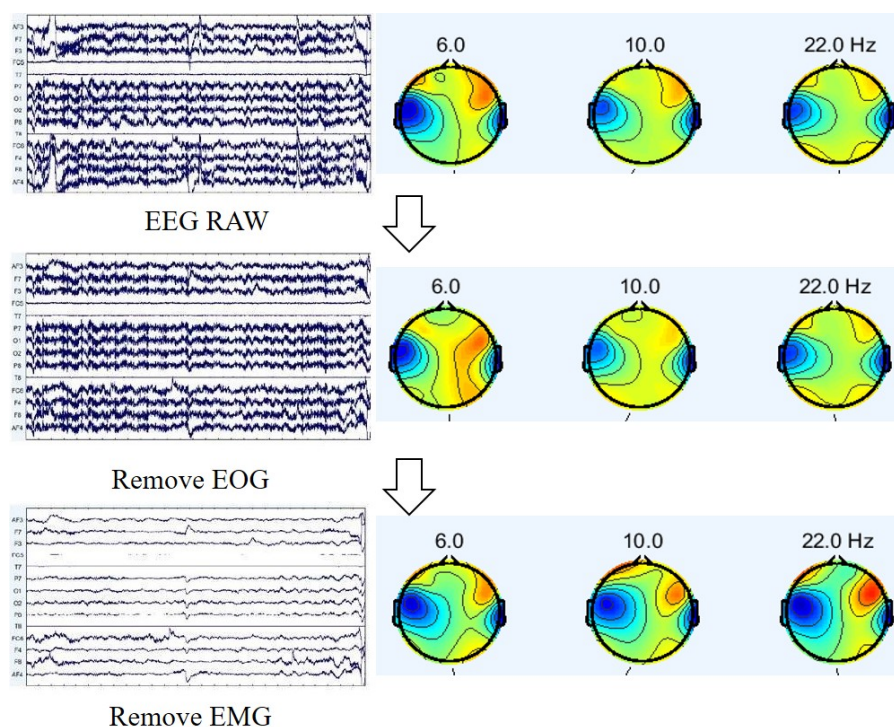 AF3
F7
F3
FC5
T7
P7
O1
O2
P8
T8
FC6
F4
F8
AF4
6.0
10.0
22.0 Hz
EEG RAW
AF3
F7
F3
FC5
T7
P7
O1
O2
P8
T8
FC6
F4
F8
AF4
6.0
10.0
22.0 Hz
Remove EOG
AF3
F7
F3
FC5
T7
P7
O1
O2
P8
T8
FC6
F4
F8
AF4
6.0
10.0
22.0 Hz
Remove EMG